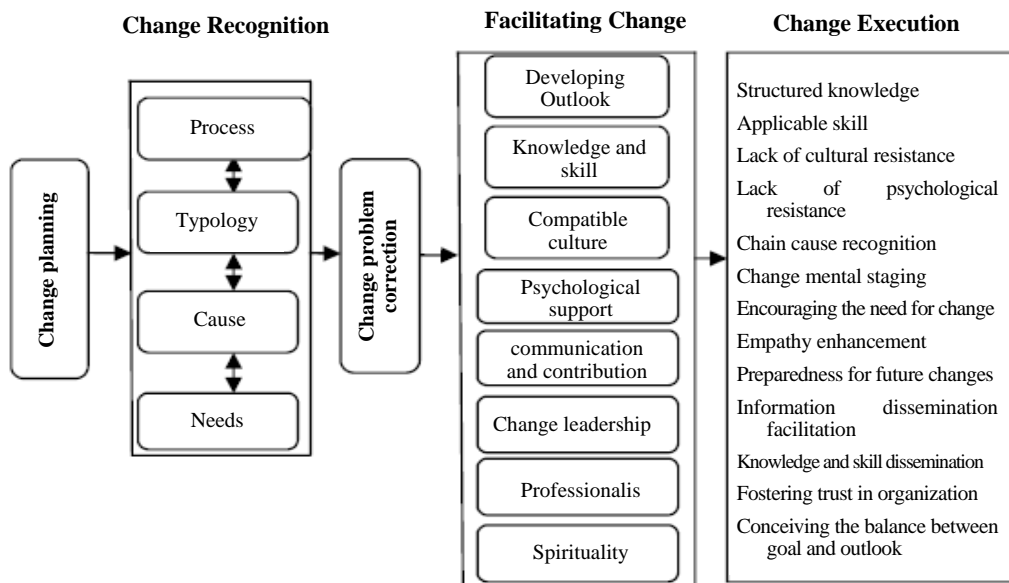 Change Recognition
Facilitating Change
Change Execution
Change planning
Process
Typology
Cause
Needs
Change problem
correction
Developing
Outlook
Knowledge and
skill
Compatible
culture
Psychological
support
communication
and contribution
Change leadership
Professionalis
Spirituality
Structured knowledge
Applicable skill
Lack of cultural resistance
Lack of psychological
resistance
Chain cause recognition
Change mental staging
Encouraging the need for change
Empathy enhancement
Preparedness for future changes
Information dissemination
facilitation
Knowledge and skill dissemination
Fostering trust in organization
Conceiving the balance between
goal and outlook